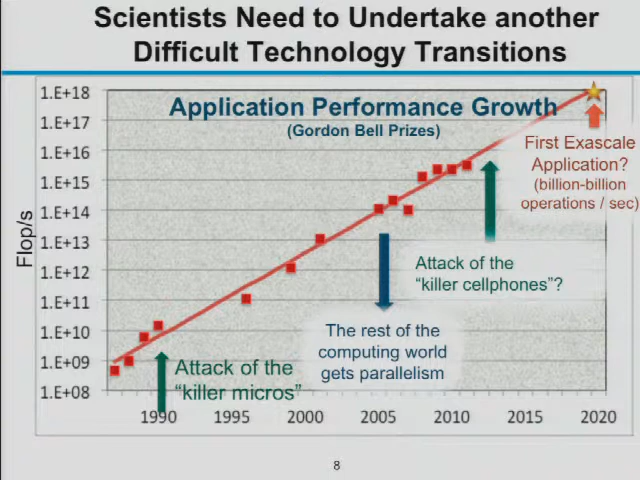 Scientists Need to Undertake another
Difficult Technology Transitions
Application Performance Growth
(Gordon Bell Prizes)
Flop/s
1.E+18
1.E+17
1.E+16
1.E+15
1.E+14
1.E+13
1.E+12
1.E+11
1.E+10
1.E+09
1.E+08
First Exascale
Application?
(billion-billion
operations / sec)
Attack of the
“killer cellphones”?
The rest of the
computing world
gets parallelism
Attack of the
“killer micros”
1990 1995 2000 2005 2010 2015 2020
8